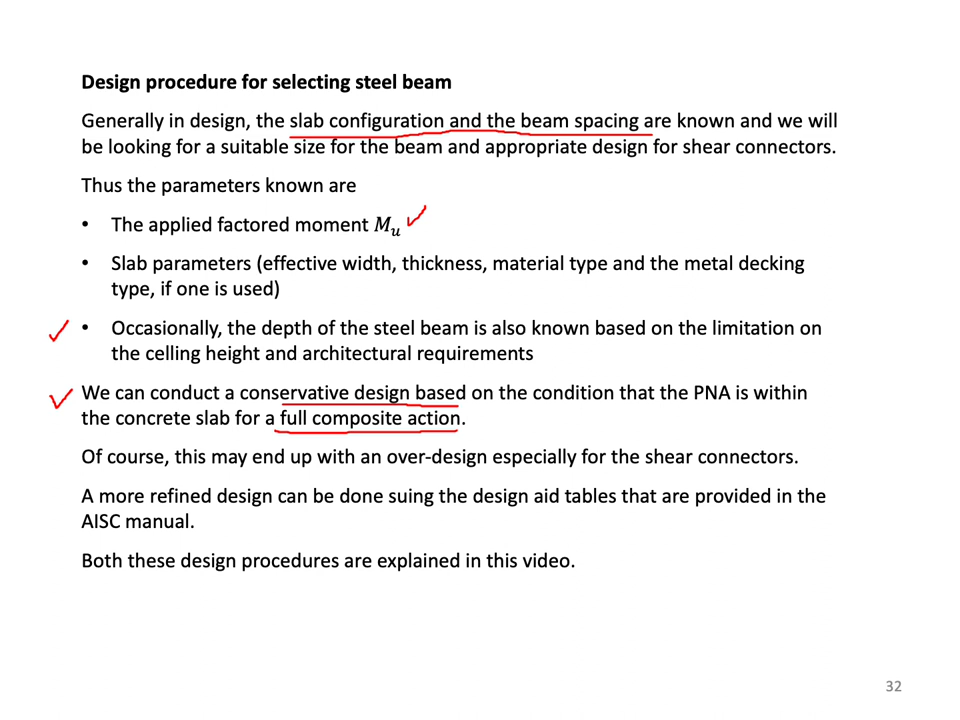 Design procedure for selecting steel beam
Generally in design, the slab configuration and the beam spacing are known and we will
be looking for a suitable size for the beam and appropriate design for shear connectors.
Thus the parameters known are
• The applied factored moment Mᵤ
• Slab parameters (effective width, thickness, material type and the metal decking
type, if one is used)
• Occasionally, the depth of the steel beam is also known based on the limitation on
the celling height and architectural requirements
We can conduct a conservative design based on the condition that the PNA is within
the concrete slab for a full composite action.
Of course, this may end up with an over-design especially for the shear connectors.
A more refined design can be done suing the design aid tables that are provided in the
AISC manual.
Both these design procedures are explained in this video.
32